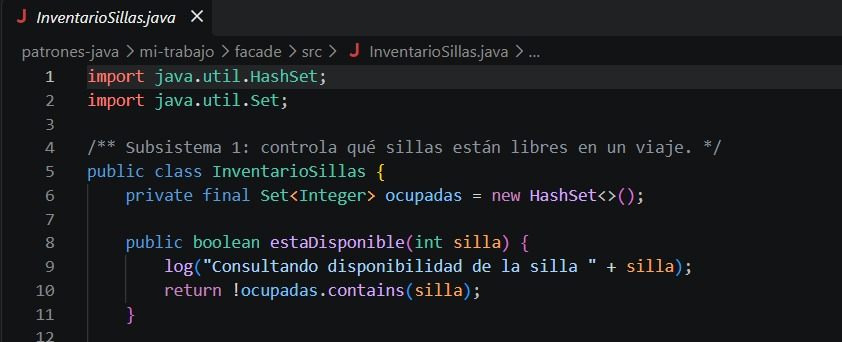 J InventarioSillas.java ×
patrones-java > mi-trabajo > facade > src > J InventarioSillas.java > ...
1 import java.util.HashSet;
2 import java.util.Set;
3
4 /** Subsistema 1: controla qué sillas están libres en un viaje. */
5 public class InventarioSillas {
6     private final Set<Integer> ocupadas = new HashSet<>();
7
8     public boolean estaDisponible(int silla) {
9         log("Consultando disponibilidad de la silla " + silla);
10         return !ocupadas.contains(silla);
11     }
12